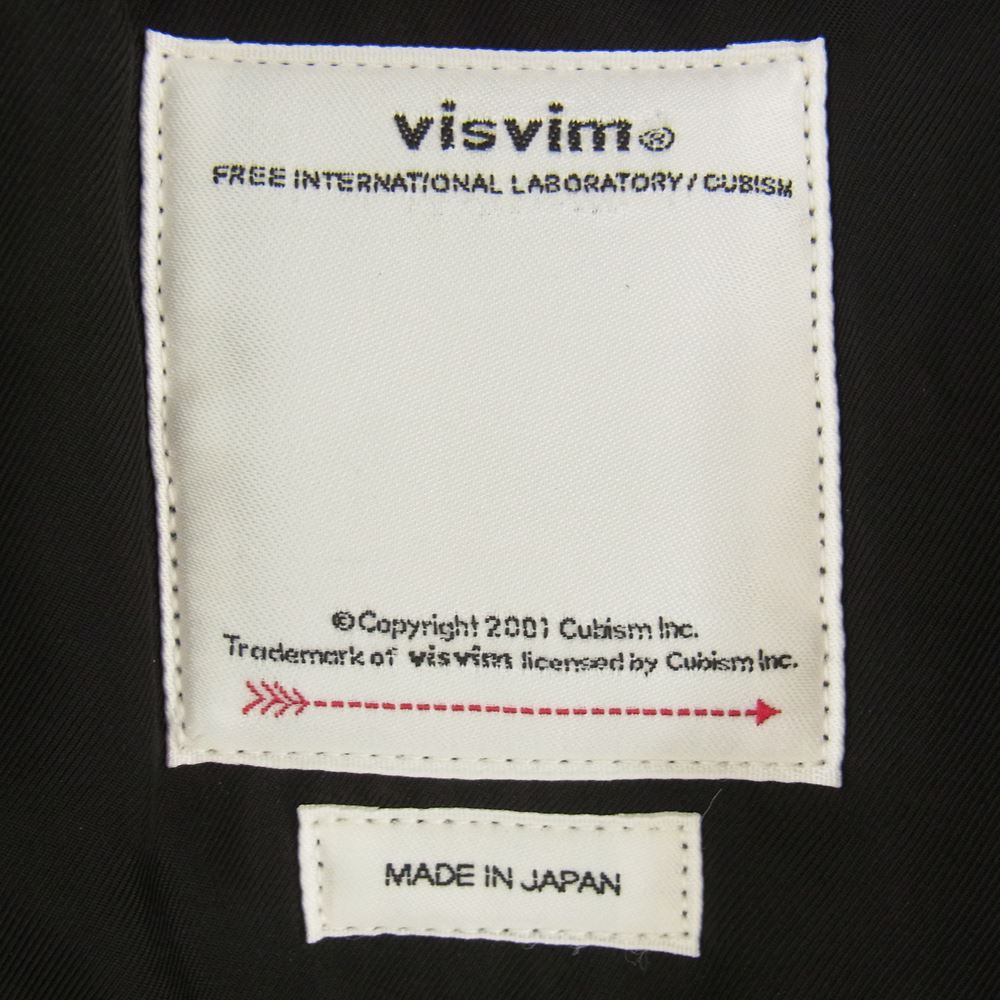 visvim®
FREE INTERNATIONAL LABORATORY / CUBISM
©Copyright 2001 Cubism Inc.
Trademark of visvim licensed by Cubism Inc.
MADE IN JAPAN